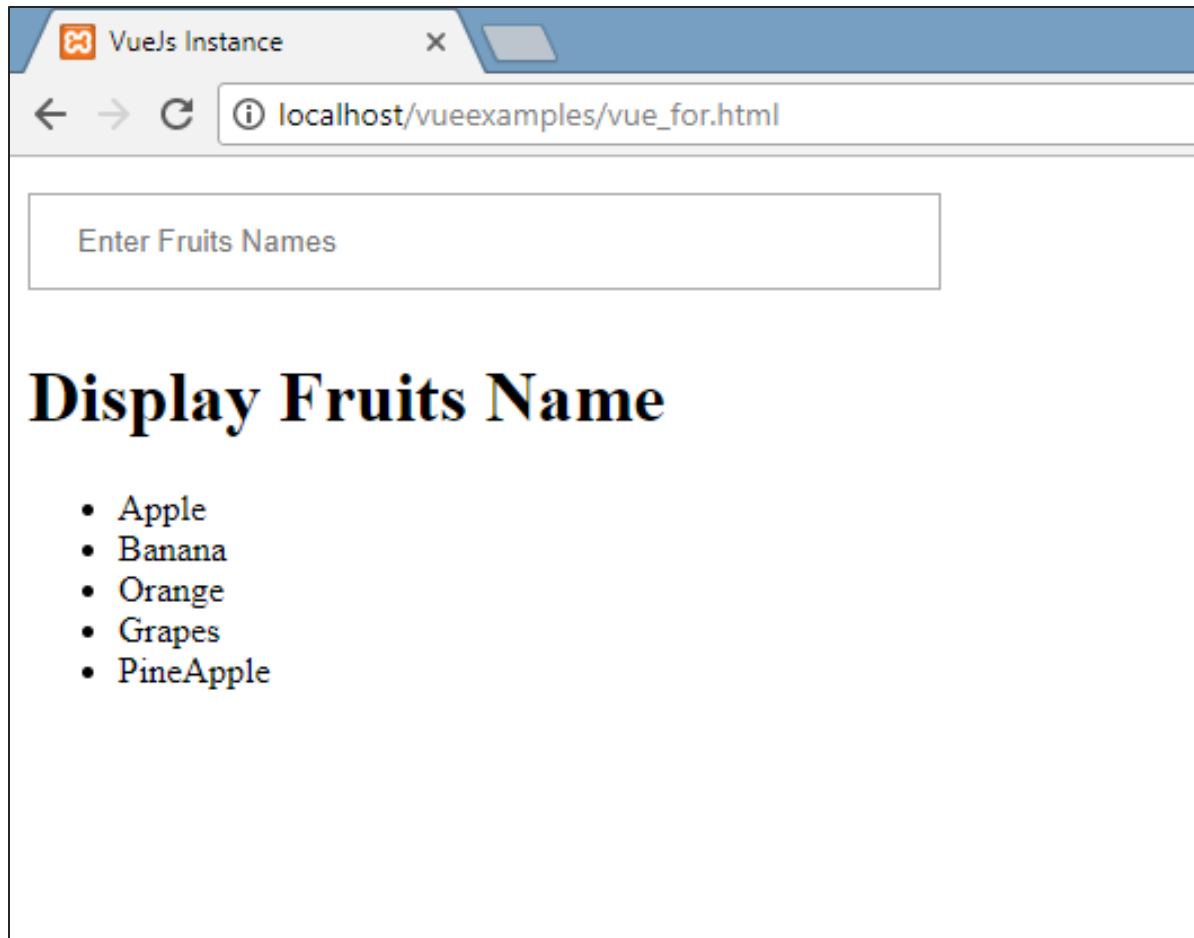 VueJs Instance
localhost/vueexamples/vue_for.html
Enter Fruits Names
Display Fruits Name
Apple
Banana
Orange
Grapes
PineApple